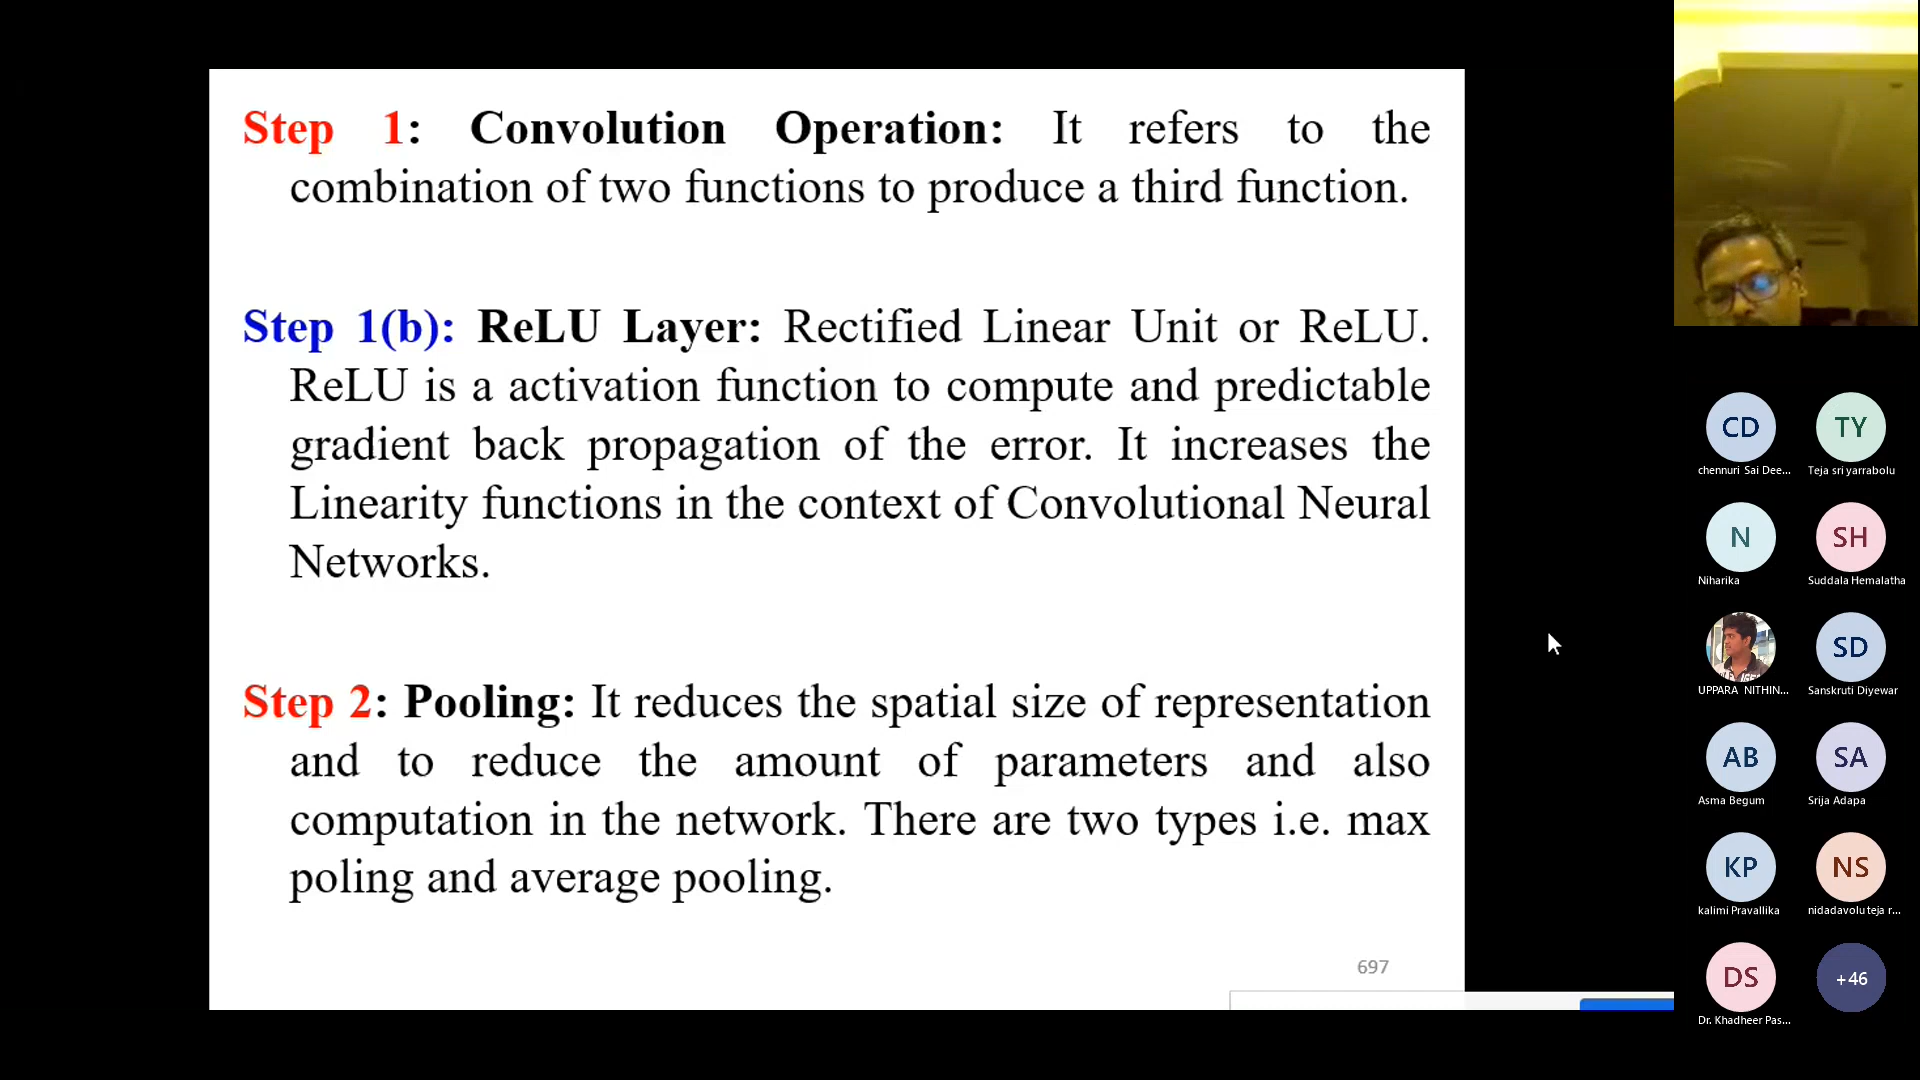 Step 1: Convolution Operation: It refers to the
combination of two functions to produce a third function.
Step 1(b): ReLU Layer: Rectified Linear Unit or ReLU.
ReLU is a activation function to compute and predictable
gradient back propagation of the error. It increases the
Linearity functions in the context of Convolutional Neural
Networks.
Step 2: Pooling: It reduces the spatial size of representation
and to reduce the amount of parameters and also
computation in the network. There are two types i.e. max
poling and average pooling.
697
CD TY
chennuri Sai Dee... Teja sri yarrabolu
N SH
Niharika Suddala Hemalatha
SD
UPPARA NITHIN... Sanskruti Diyewar
AB SA
Asma Begum Srija Adapa
KP NS
kalimi Pravallika nidadavolu teja r...
DS +46
Dr. Khadheer Pas...